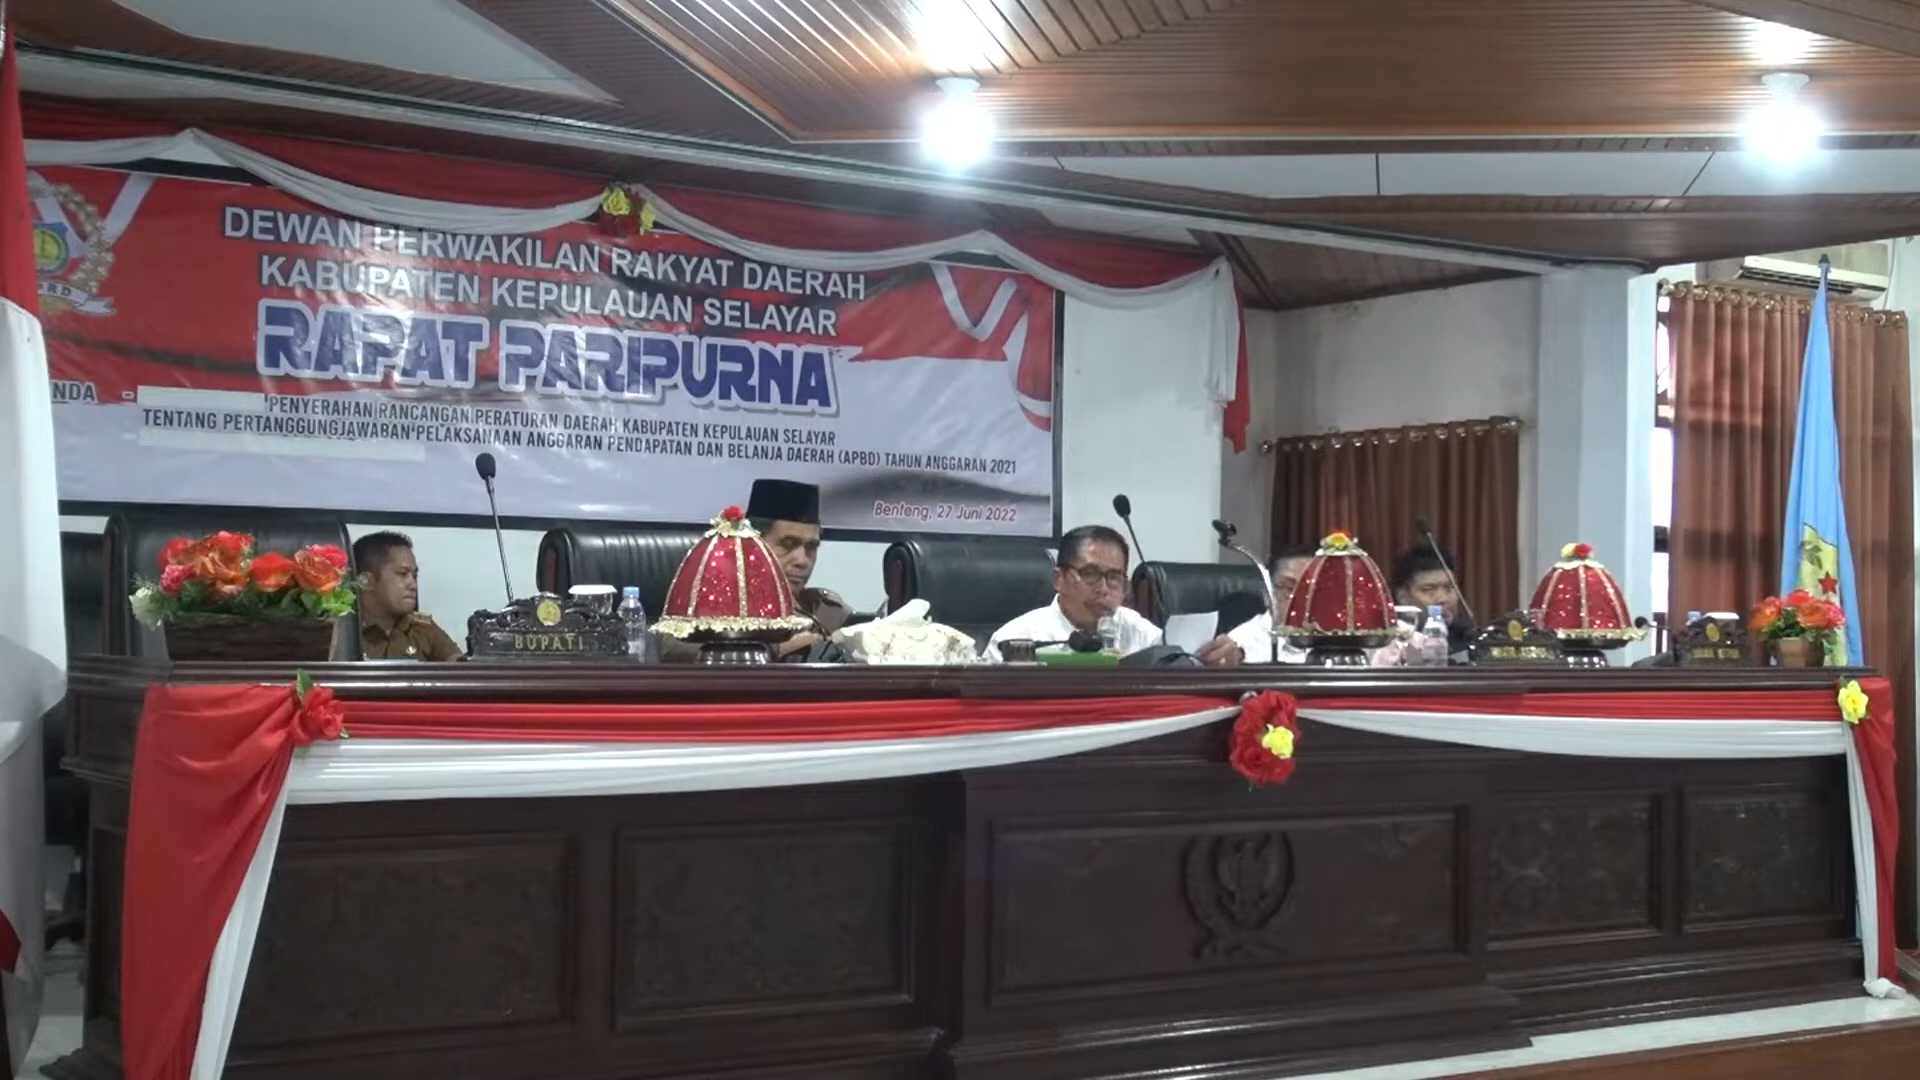 DEWAN PERWAKILAN RAKYAT DAERAH
KABUPATEN KEPULAUAN SELAYAR
RAPAT PARIPURNA
NDA -
PENYERAHAN RANCANGAN PERATURAN DAERAH KABUPATEN KEPULAUAN SELAYAR
TENTANG PERTANGGUNGJAWABAN PELAKSANAAN ANGGARAN PENDAPATAN DAN BELANJA DAERAH (APBD) TAHUN ANGGARAN 2021
Benteng, 27 Juni 2022
BUPATI